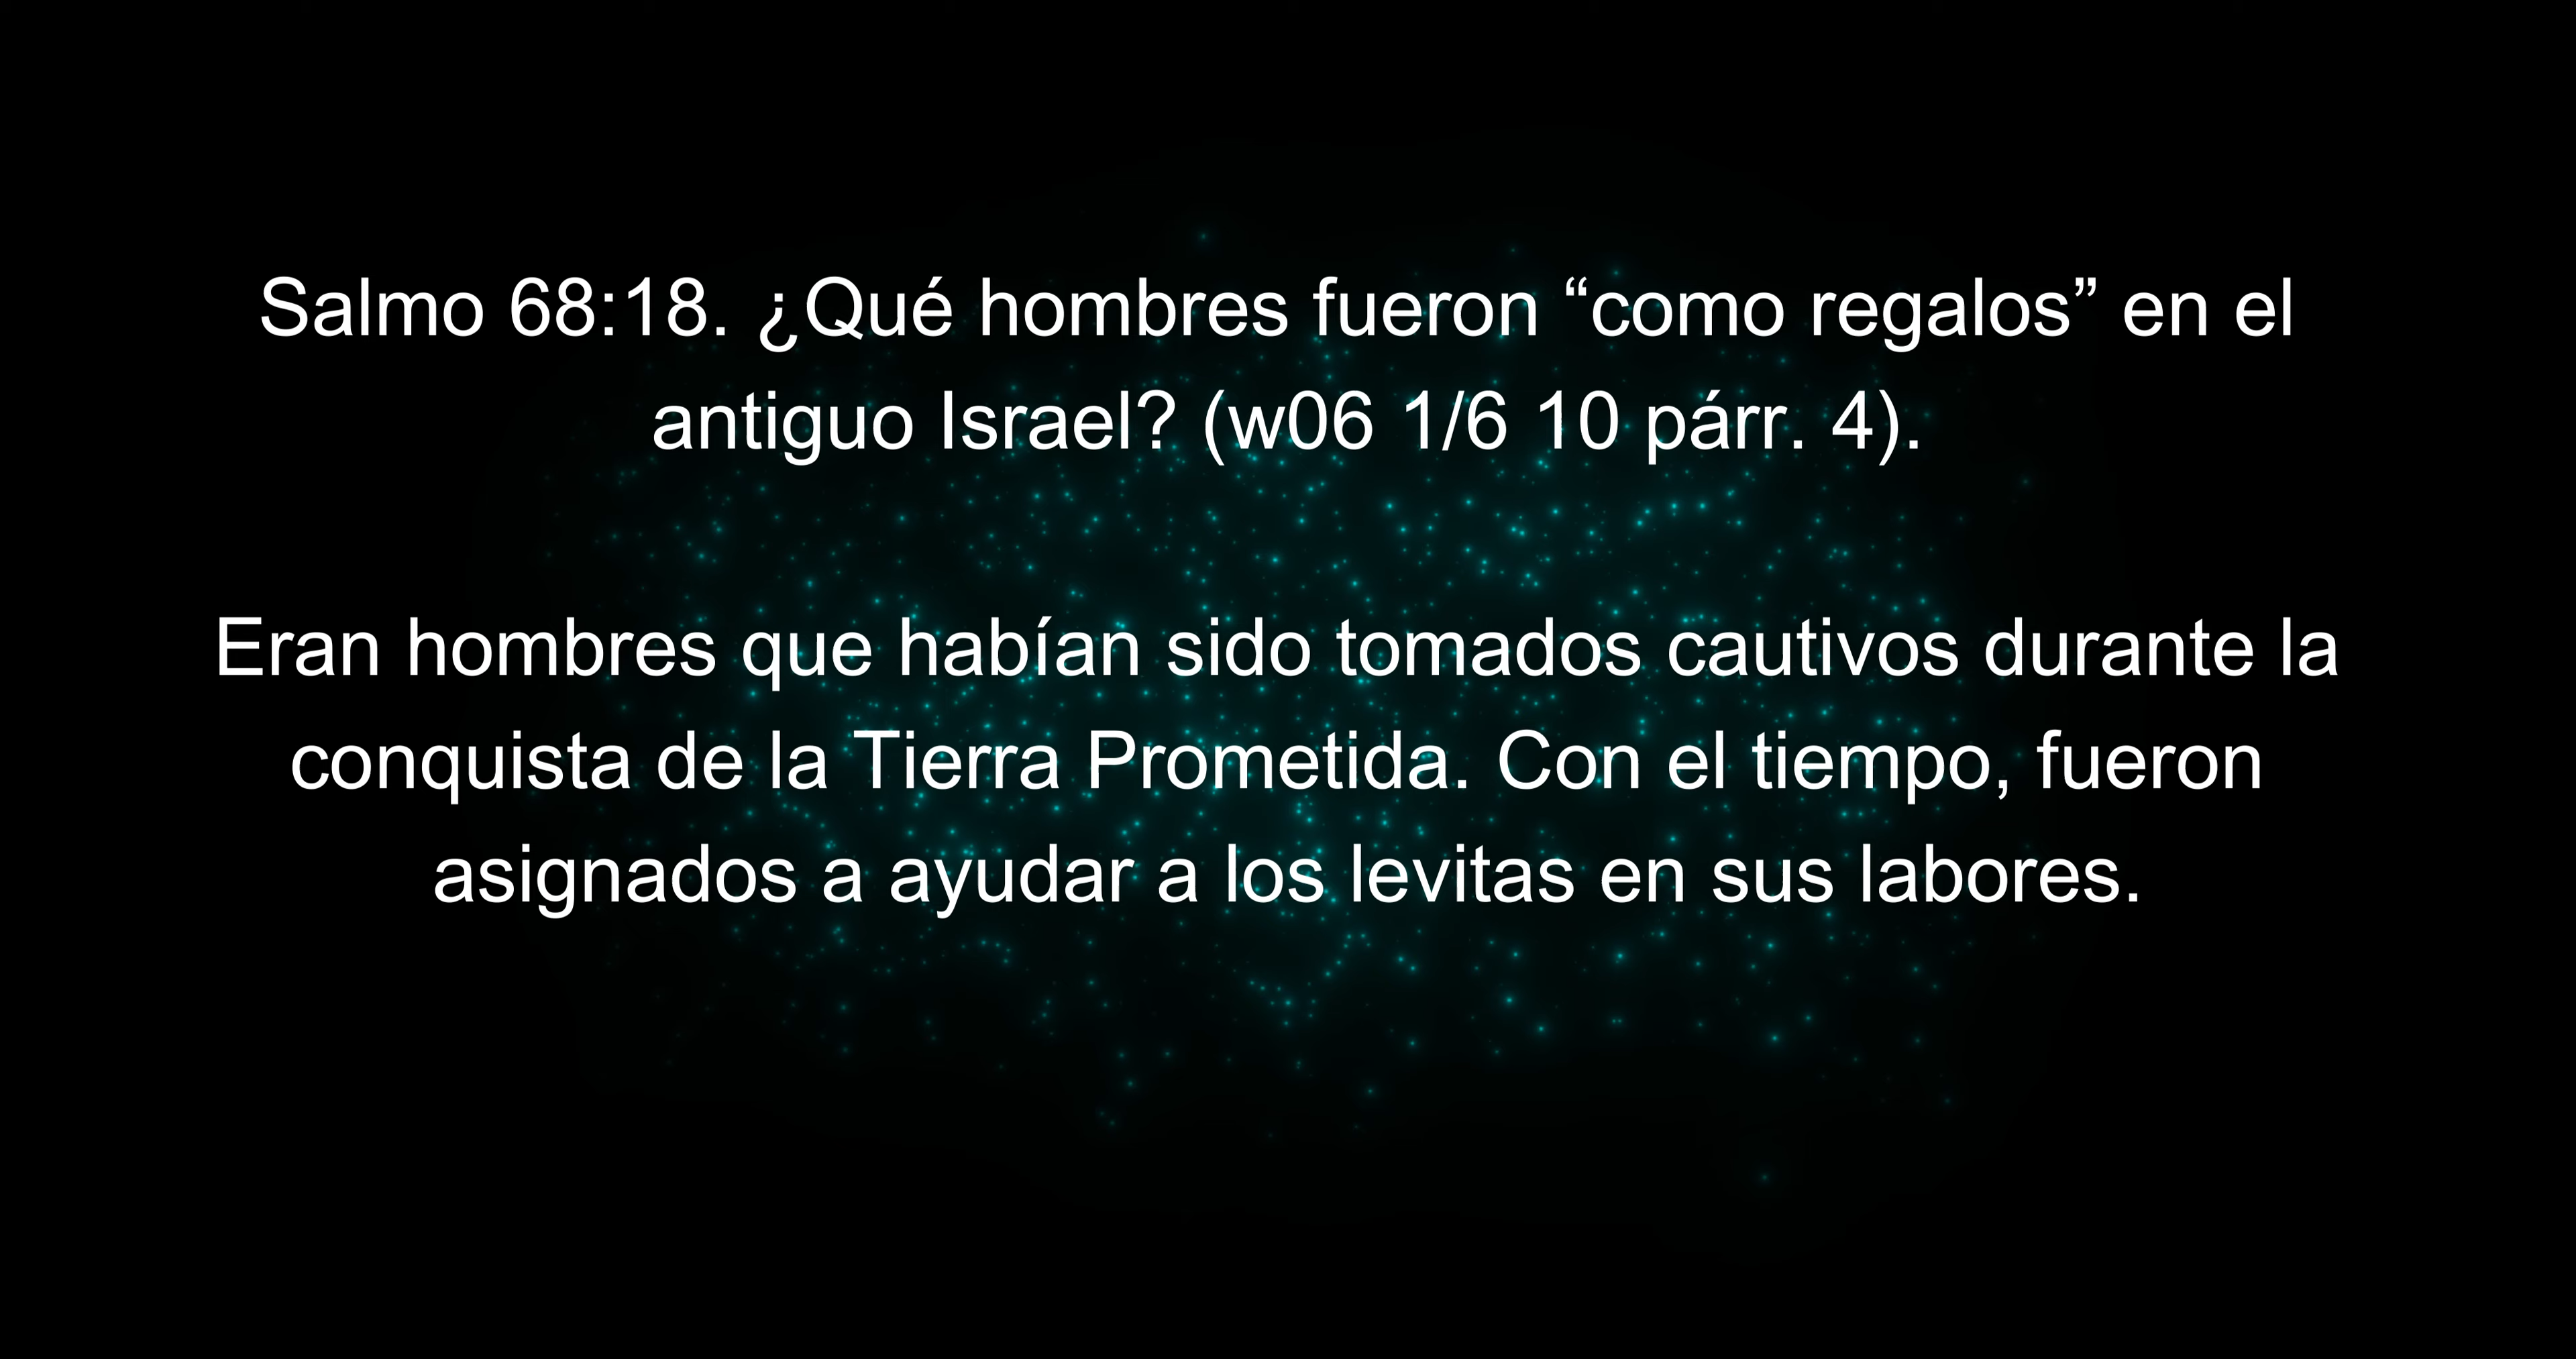 Salmo 68:18. ¿Qué hombres fueron “como regalos” en el
antiguo Israel? (w06 1/6 10 párr. 4).
Eran hombres que habían sido tomados cautivos durante la
conquista de la Tierra Prometida. Con el tiempo, fueron
asignados a ayudar a los levitas en sus labores.